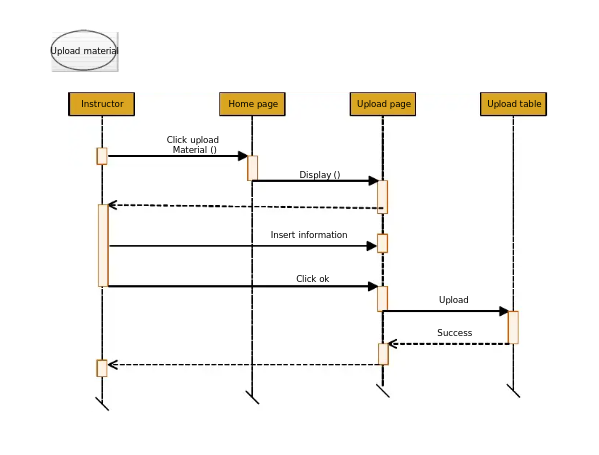 Upload material
Instructor
Home page
Upload page
Upload table
Click upload
Material ()
Display ()
Insert information
Click ok
Upload
Success